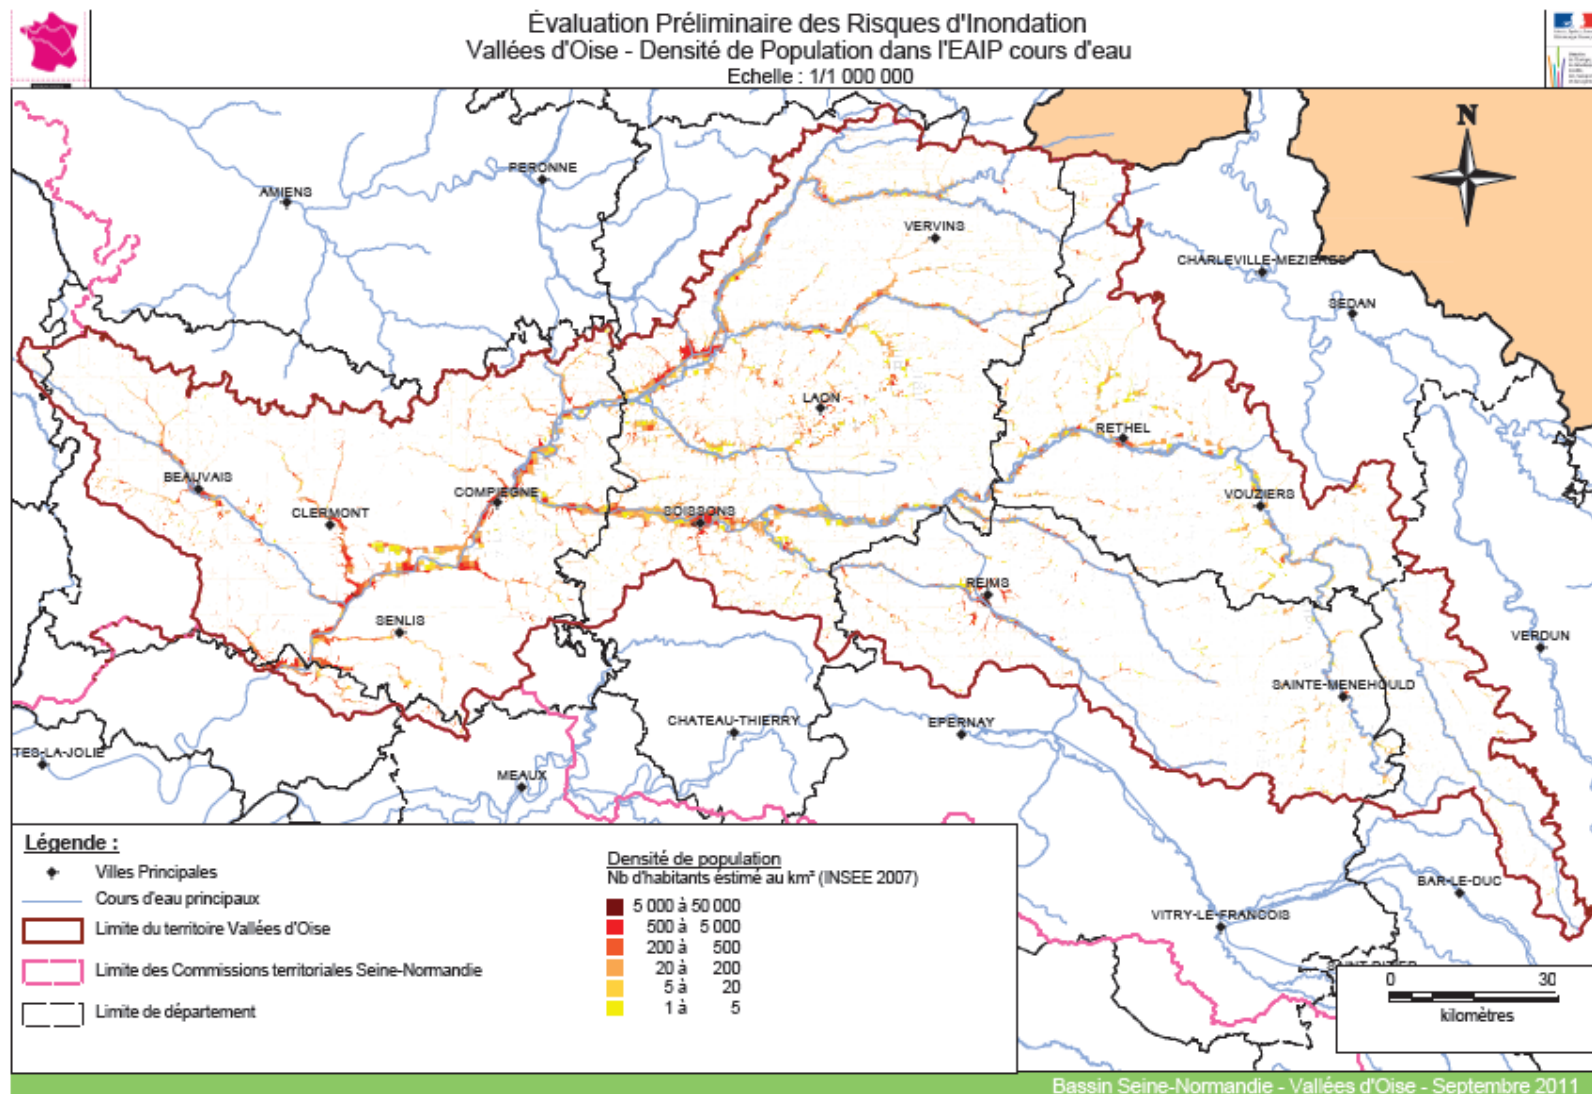 Évaluation Préliminaire des Risques d'Inondation
Vallées d'Oise - Densité de Population dans l'EAIP cours d'eau
Echelle : 1/1 000 000
N
PERONNE
AMIENS
VERVINS
CHARLEVILLE-MEZIERES
SEDAN
LAON
RETHEL
BEAUVAIS
COMPIEGNE
VOUZIERS
CLERMONT
SOISSONS
REIMS
SENLIS
VERDUN
SAINTE-MENEHOULD
CHATEAU-THIERRY
EPERNAY
TES-LA-JOLIE
MEAUX
BAR-LE-DUC
VITRY-LE-FRANCOIS
Légende :
Villes Principales
Cours d'eau principaux
Limite du territoire Vallées d'Oise
Limite des Commissions territoriales Seine-Normandie
Limite de département
Densité de population
Nb d'habitants éstimé au km² (INSEE 2007)
5 000 à 50 000
500 à 5 000
200 à 500
20 à 200
5 à 20
1 à 5
0 30
kilomètres
Bassin Seine-Normandie - Vallées d'Oise - Septembre 2011